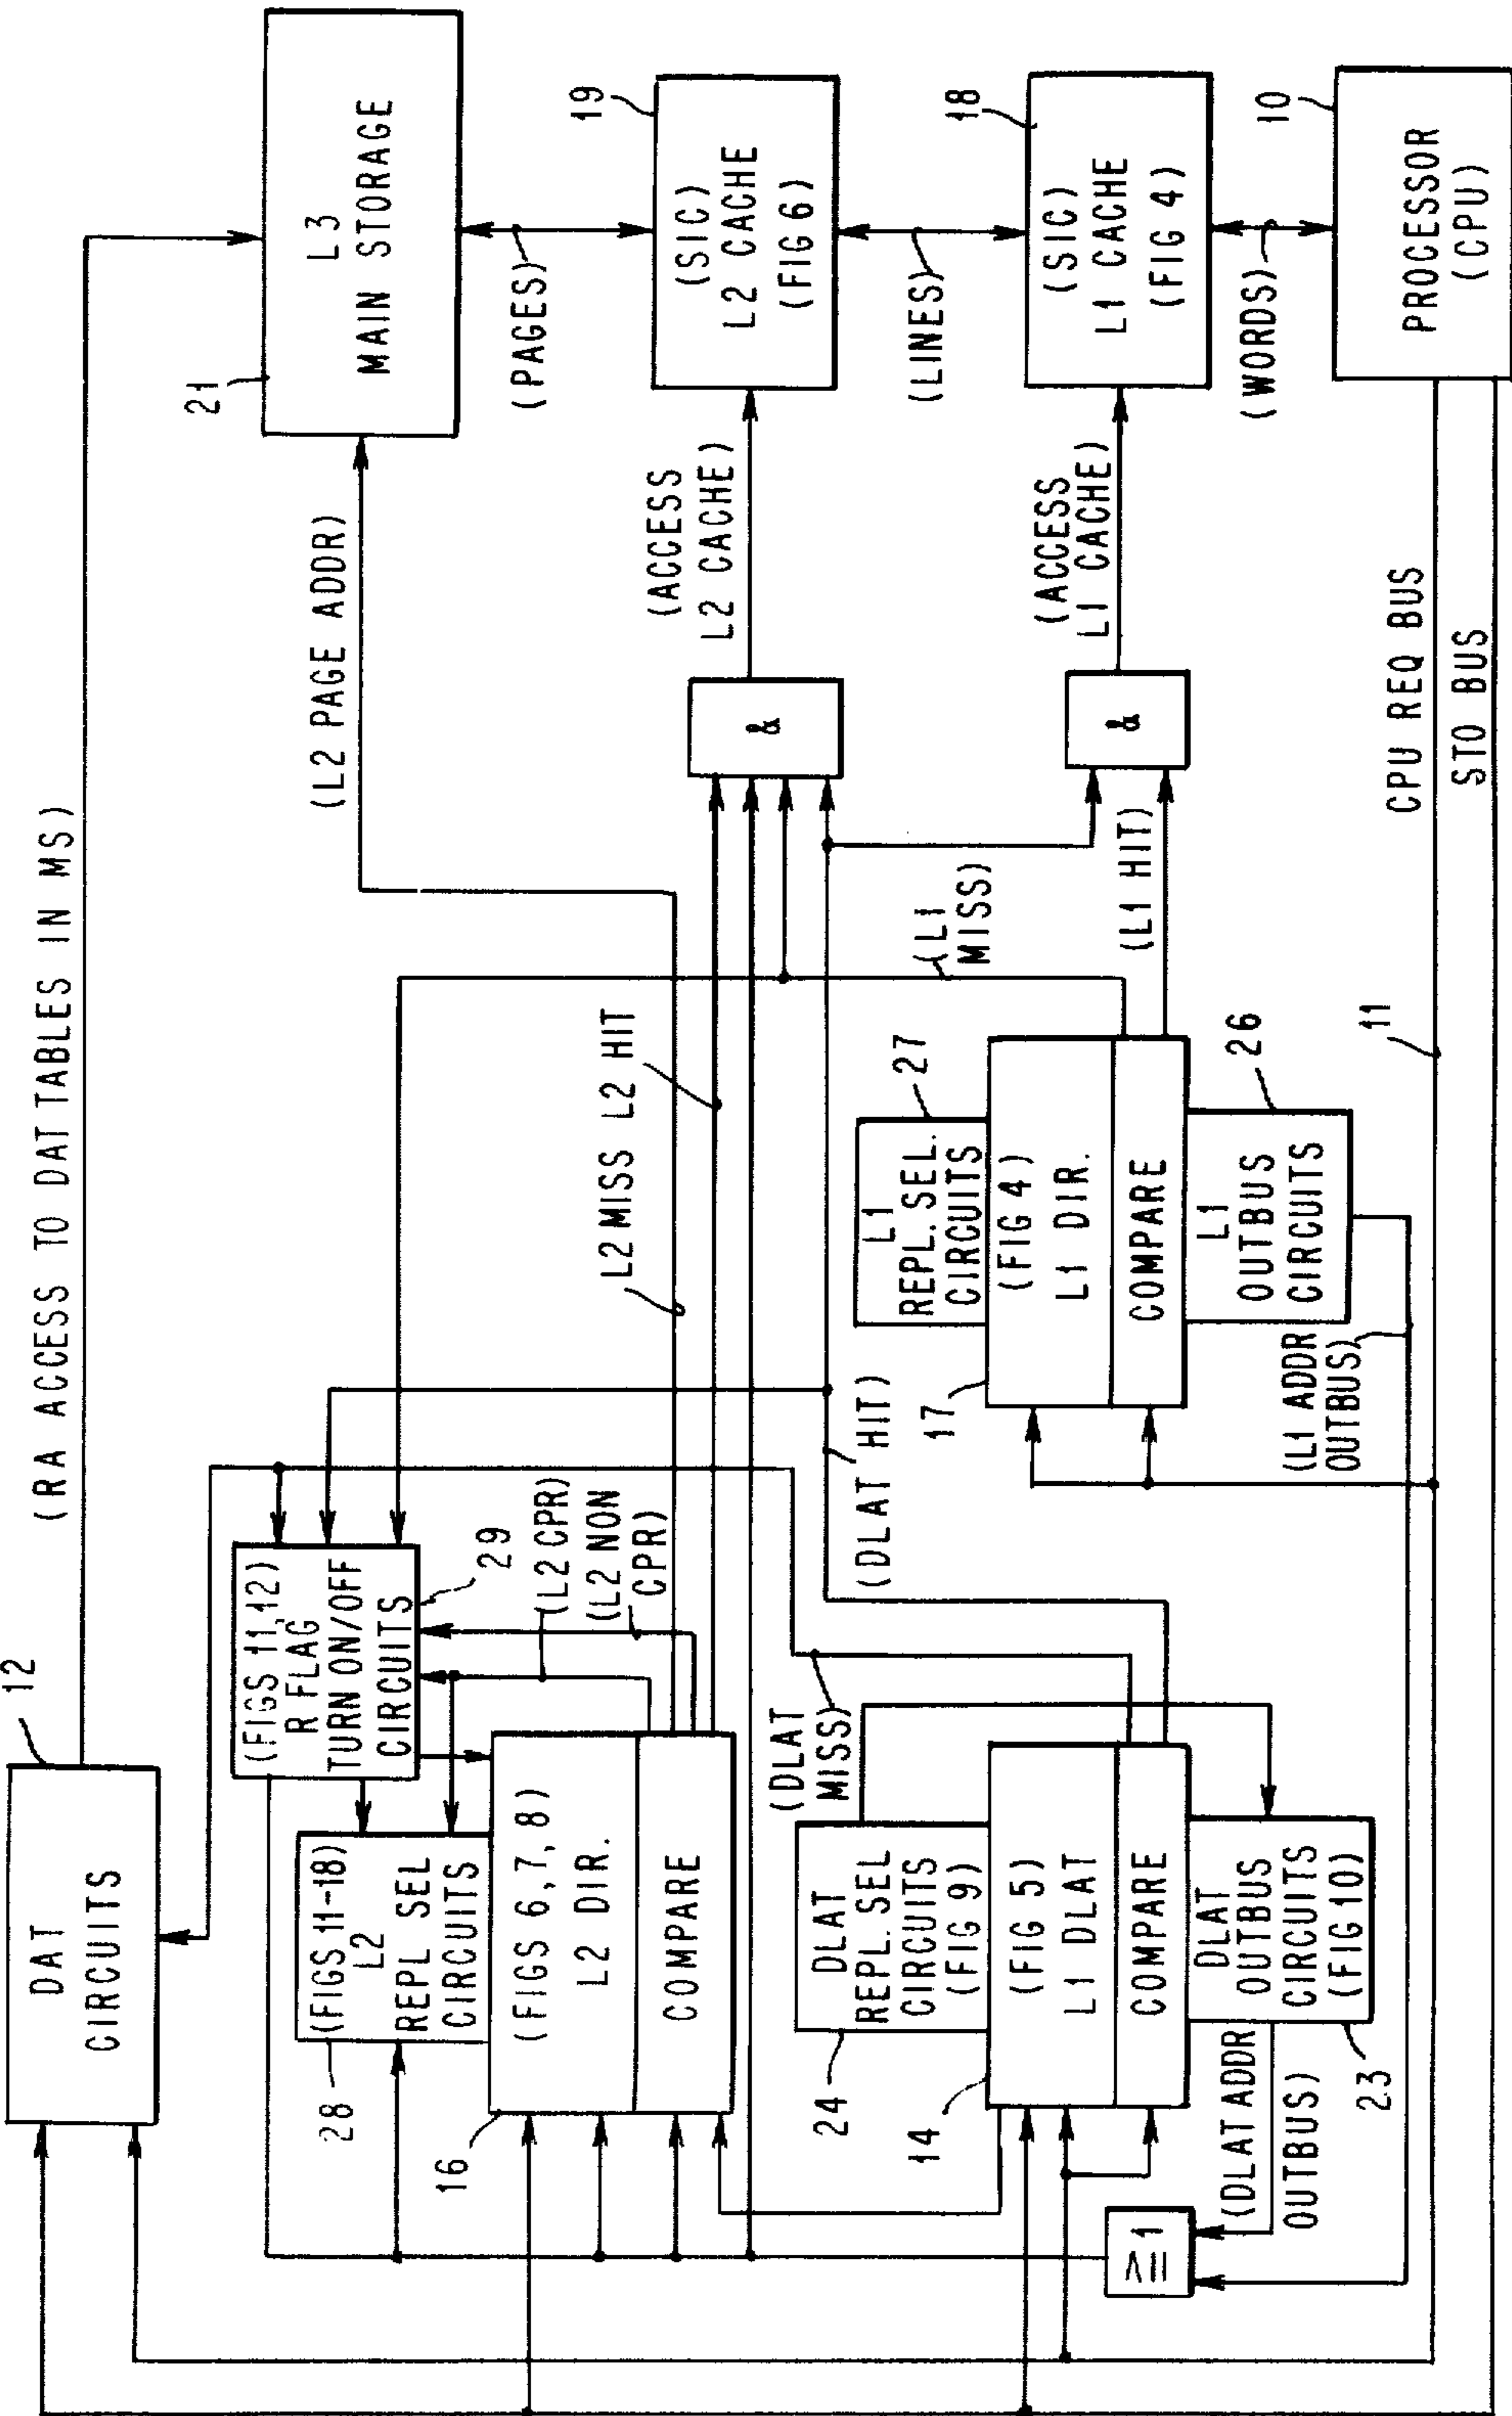 (RA ACCESS TO DAT TABLES IN MS)
12
DAT
CIRCUITS
21
L3
MAIN STORAGE
(L2 PAGE ADDR)
(PAGES)
(FIGS 11,12)
R FLAG
TURN ON/OFF
CIRCUITS
29
(L2 CPR)
(L2 NON
CPR)
28
(FIGS 11-18)
L2
REPL SEL
CIRCUITS
16
(FIGS 6,7,8)
L2 DIR.
COMPARE
L2 MISS
L2 HIT
&
(ACCESS
L2 CACHE)
19
(SIC)
L2 CACHE
(FIG 6)
(LINES)
(DLAT
MISS)
(DLAT HIT)
24
DLAT
REPL. SEL
CIRCUITS
(FIG 9)
14
(FIG 5)
L1 DLAT
COMPARE
DLAT
OUTBUS
CIRCUITS
(FIG 10)
23
(DLAT ADDR
OUTBUS)
≥1
27
L1
REPL. SEL.
CIRCUITS
17
(FIG 4)
L1 DIR.
COMPARE
L1
OUTBUS
CIRCUITS
26
(L1 ADDR
OUTBUS)
(L1
MISS)
(L1 HIT)
&
(ACCESS
L1 CACHE)
18
(SIC)
L1 CACHE
(FIG 4)
(WORDS)
10
PROCESSOR
(CPU)
11
CPU REQ BUS
STO BUS